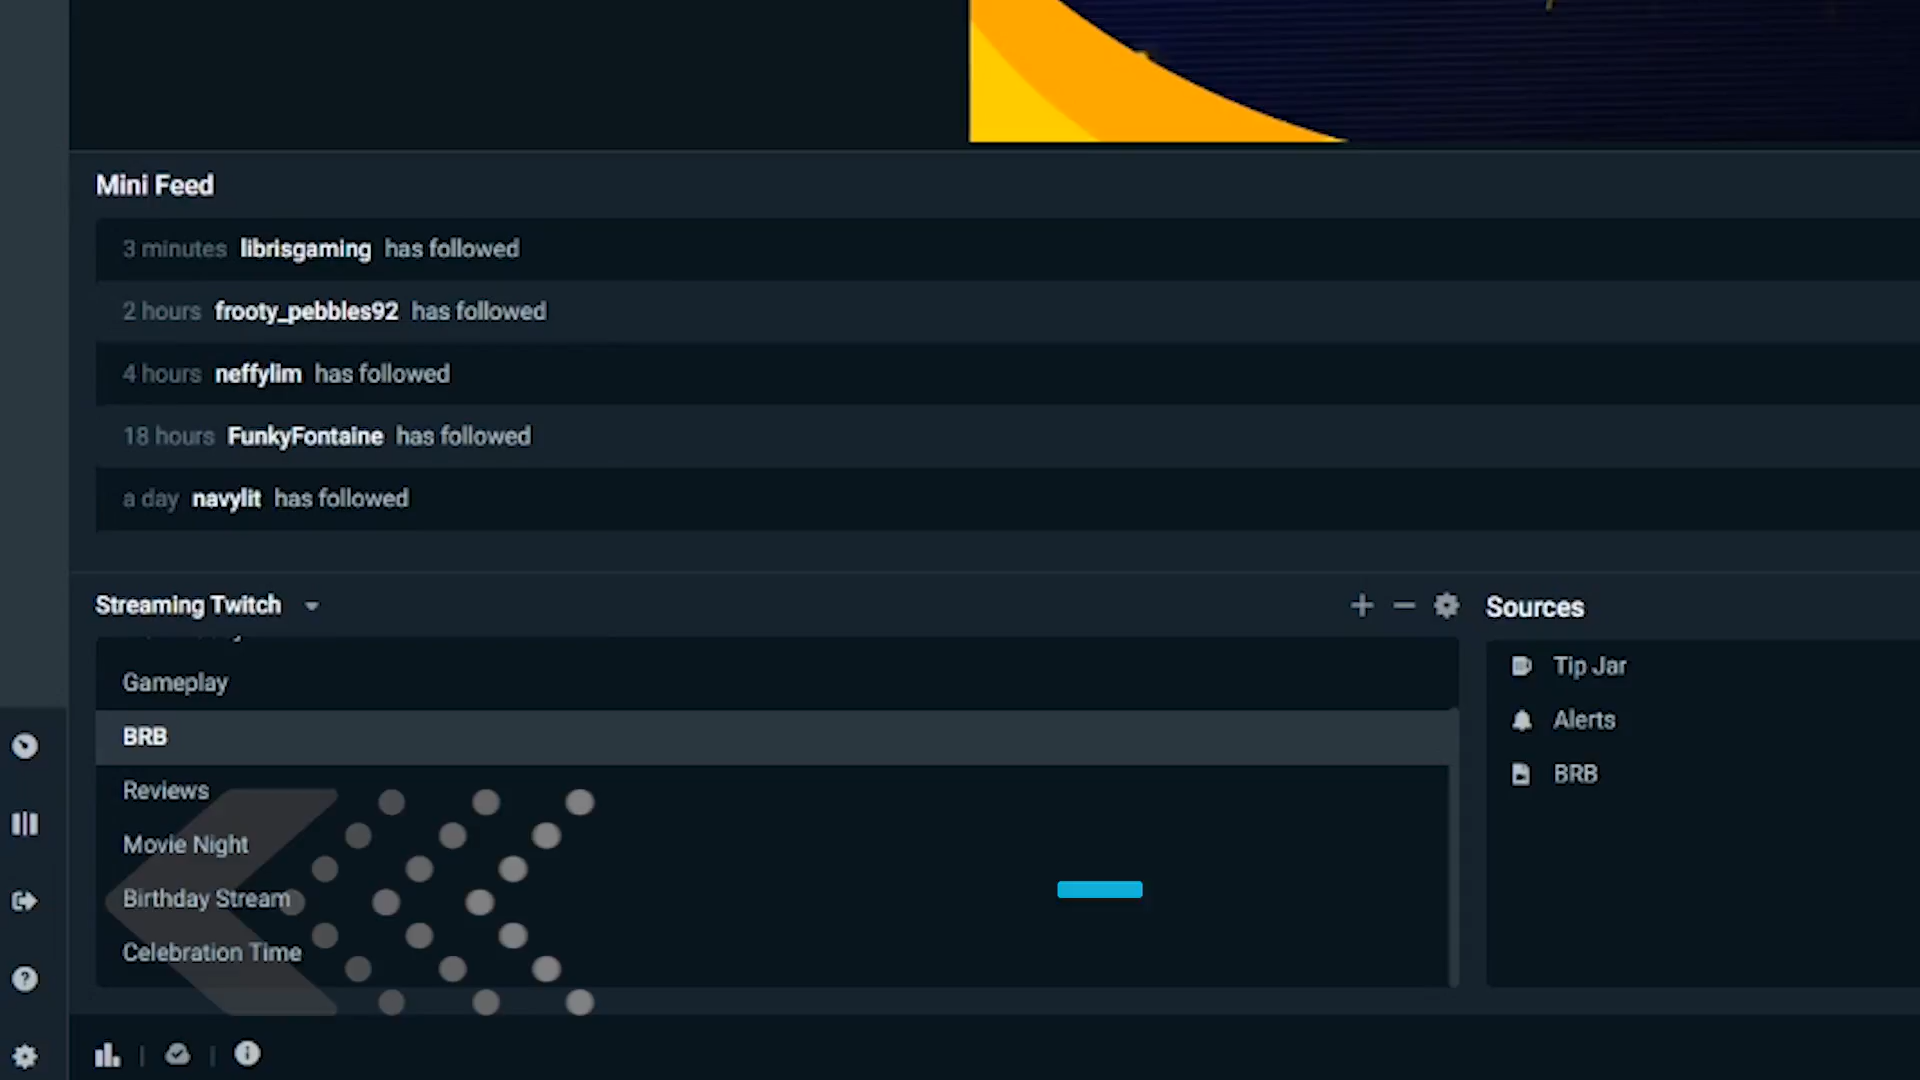 Mini Feed
3 minutes librisgaming has followed
2 hours frooty_pebbles92 has followed
4 hours neffylim has followed
18 hours FunkyFontaine has followed
a day navylit has followed
Streaming Twitch
Gameplay
BRB
Reviews
Movie Night
Birthday Stream
Celebration Time
Sources
Tip Jar
Alerts
BRB